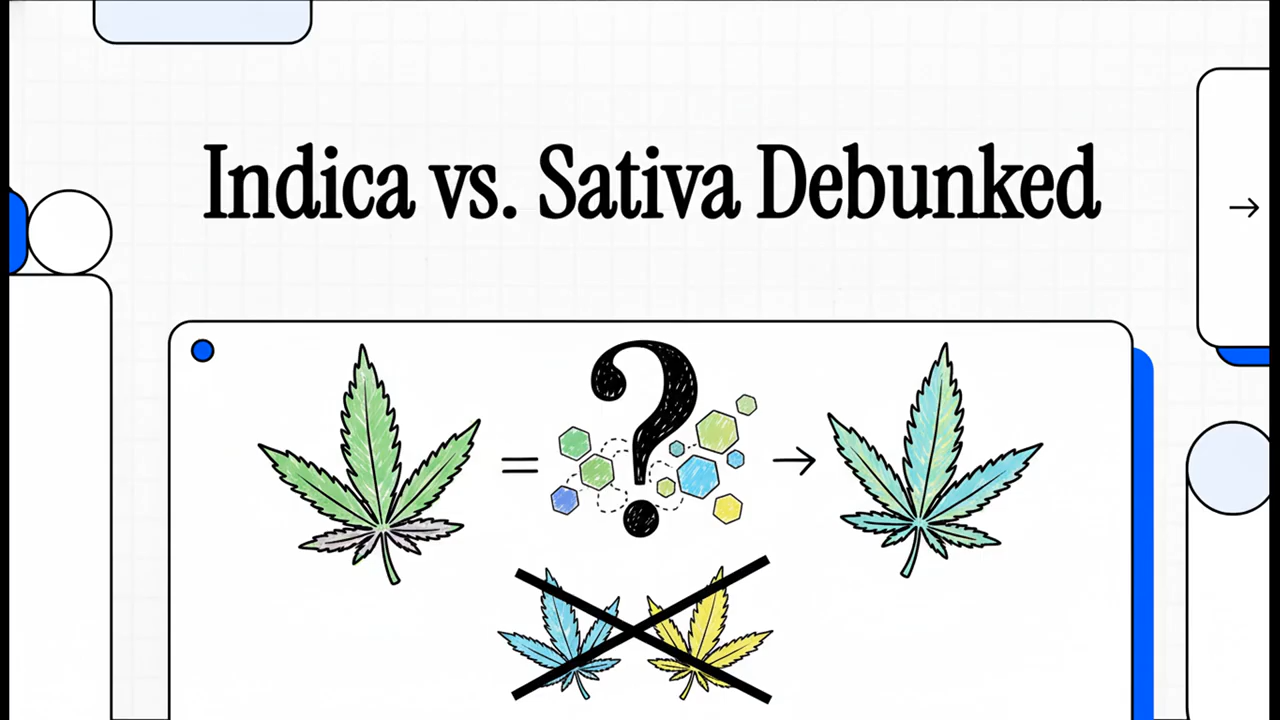 Indica vs. Sativa Debunked
=
?
→
→